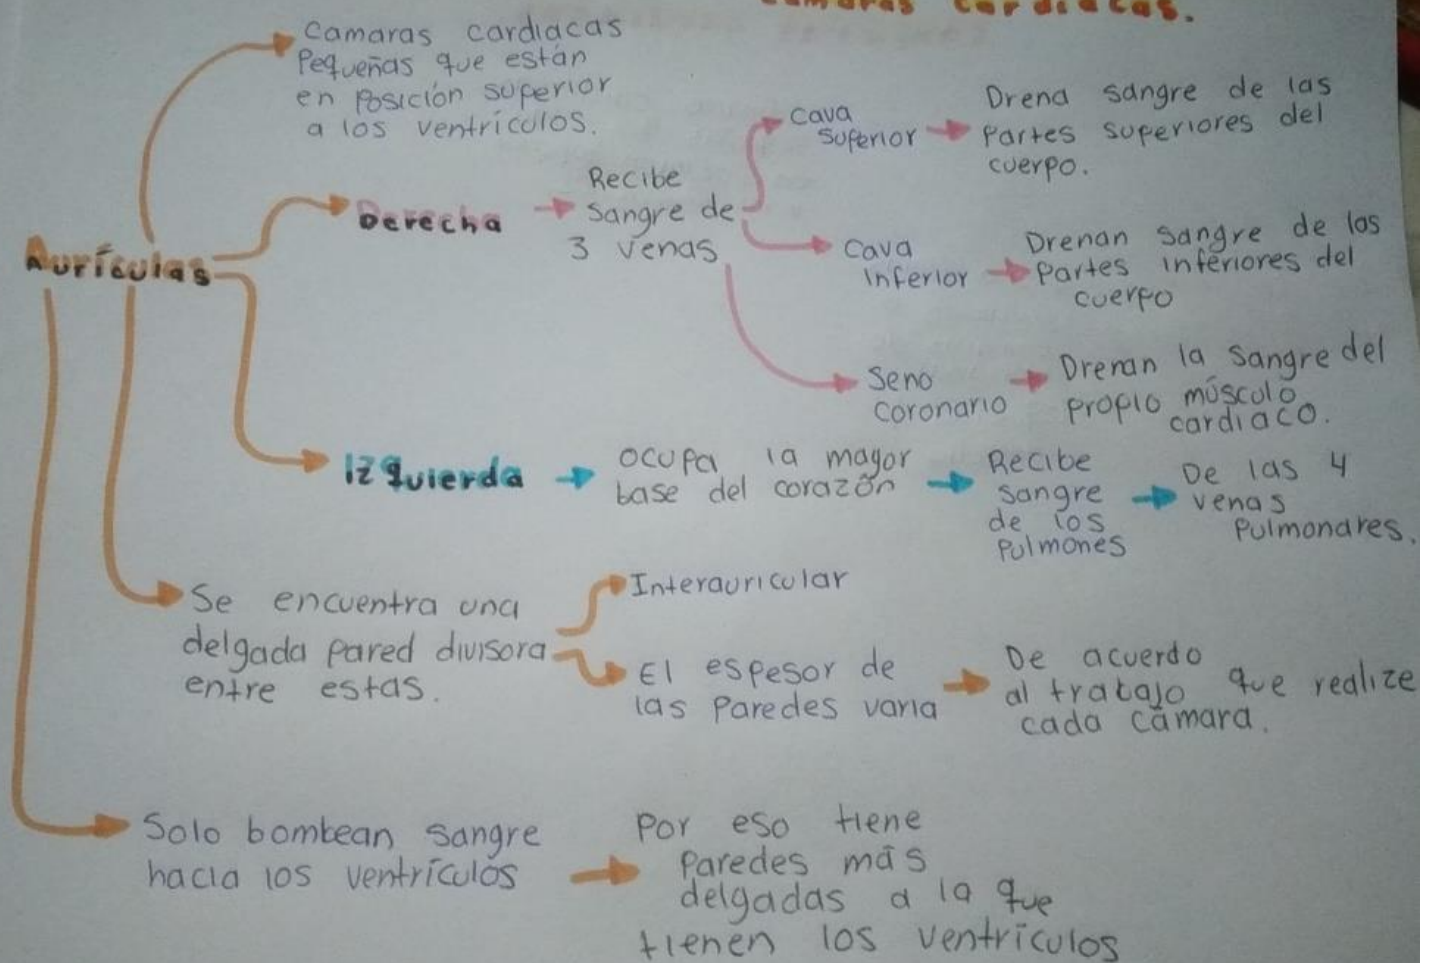 cardiacas.
Camaras cardiacas
Pequeñas que están
en posición superior
a los ventrículos.
Aurículas
Derecha
Recibe
Sangre de
3 venas
Cava
Superior
Drena sangre de las
Partes superiores del
cuerpo.
Cava
Inferior
Drenan sangre de las
Partes inferiores del
cuerpo
Seno
coronario
Drenan la sangre del
propio músculo
cardiaco.
Izquierda
Ocupa la mayor
base del corazón
Recibe
Sangre
de los
Pulmones
De las 4
venas
Pulmonares.
Se encuentra una
delgada pared divisora
entre estas.
Interauricular
El espesor de
las Paredes varia
De acuerdo
al trabajo que realize
cada cámara.
Solo bombean sangre
hacia los ventrículos
Por eso tiene
Paredes más
delgadas a la que
tienen los ventrículos